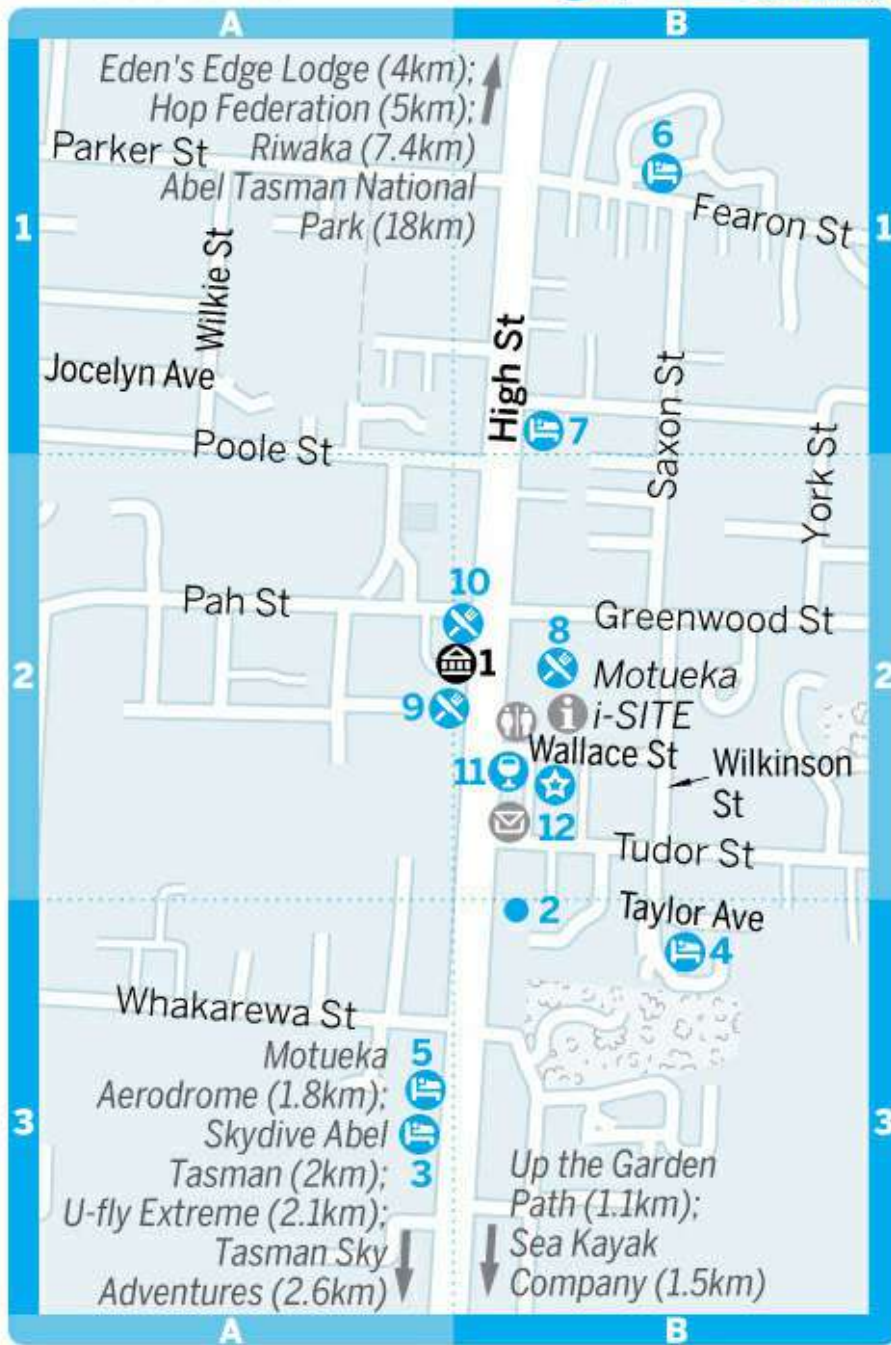 A
B
Eden's Edge Lodge (4km);
Hop Federation (5km);
Riwaka (7.4km)
Abel Tasman National
Park (18km)
Parker St
6
Fearon St
1
1
Wilkie St
High St
Jocelyn Ave
7
Saxon St
Poole St
York St
10
Pah St
Greenwood St
8
1
2
2
Motueka
i-SITE
9
Wallace St
11
Wilkinson
St
12
Tudor St
2
Taylor Ave
4
Whakarewa St
Motueka
Aerodrome (1.8km);
Skydive Abel
Tasman (2km);
U-fly Extreme (2.1km);
Tasman Sky
Adventures (2.6km)
5
3
3
3
Up the Garden
Path (1.1km);
Sea Kayak
Company (1.5km)
A
B